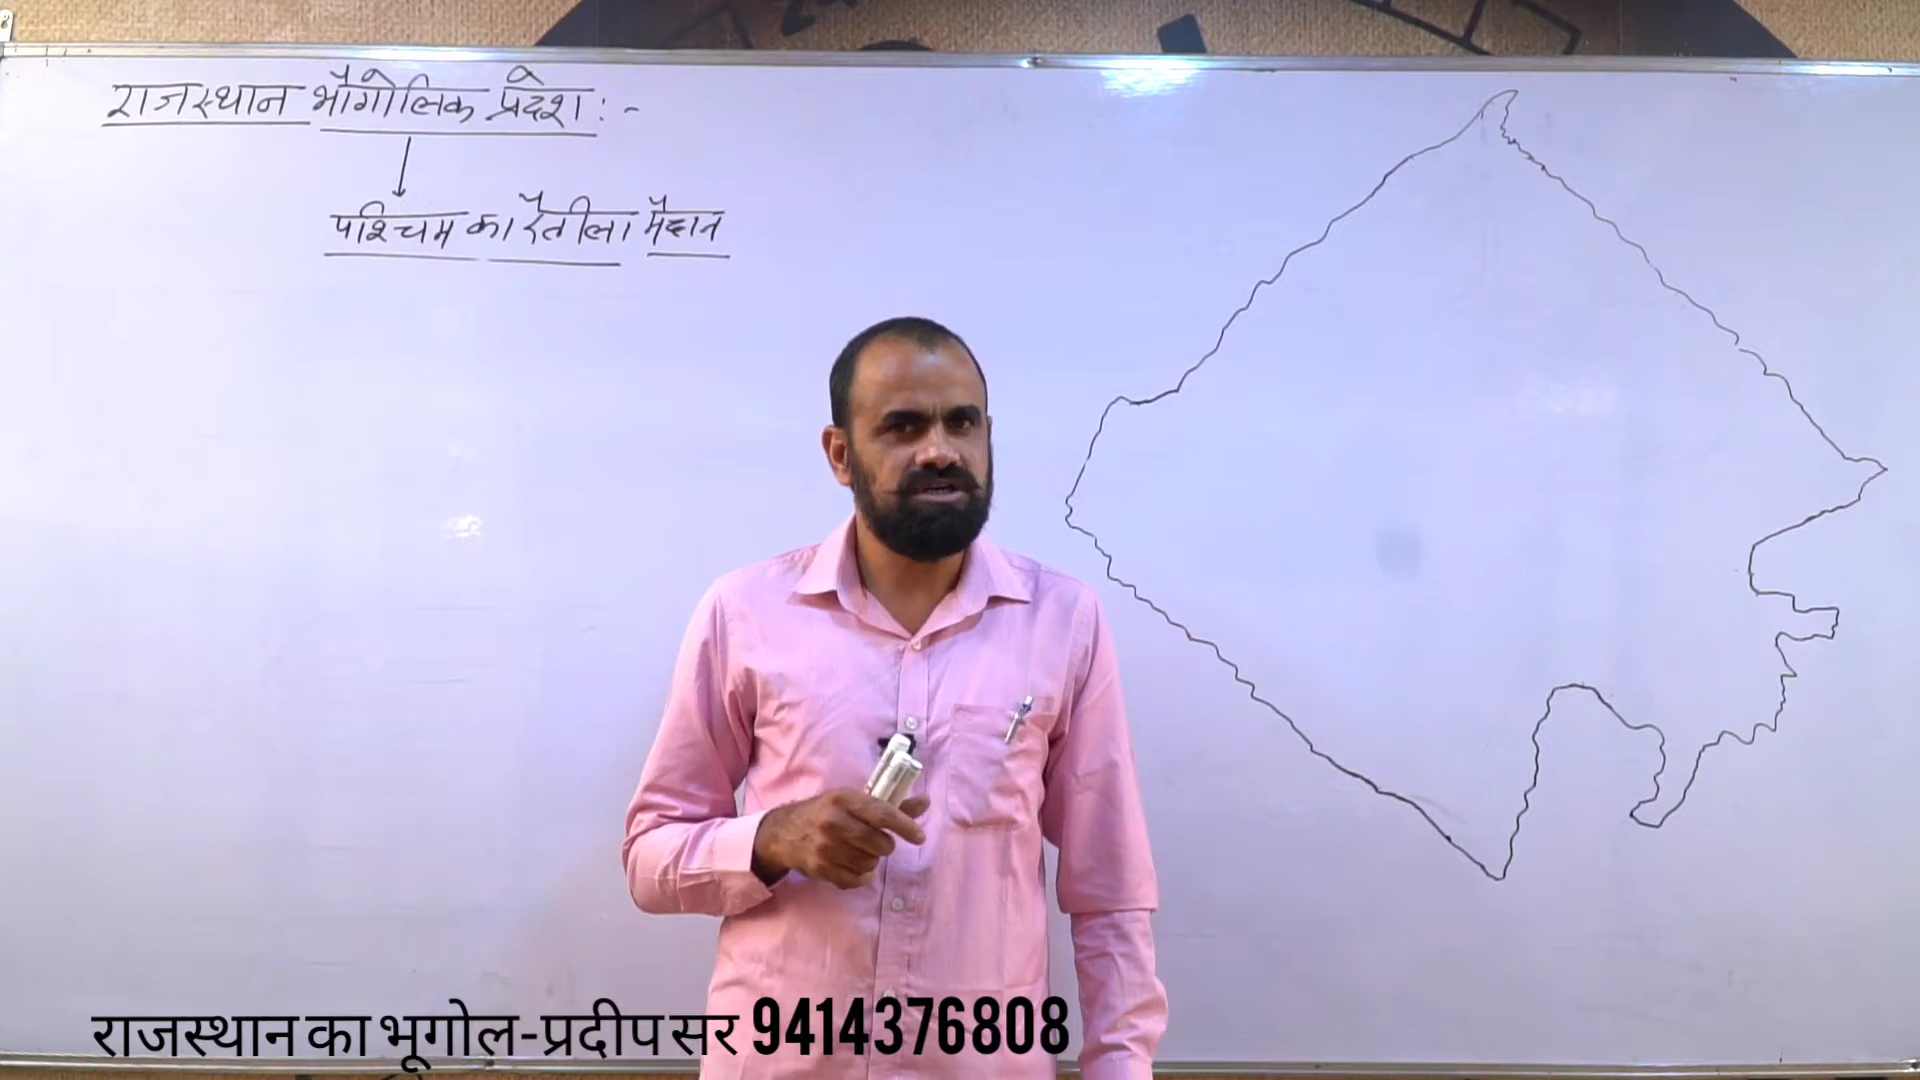 राजस्थान भौगोलिक प्रदेश :-
पश्चिम का रेतीला मैदान
राजस्थान का भूगोल-प्रदीप सर 9414376808